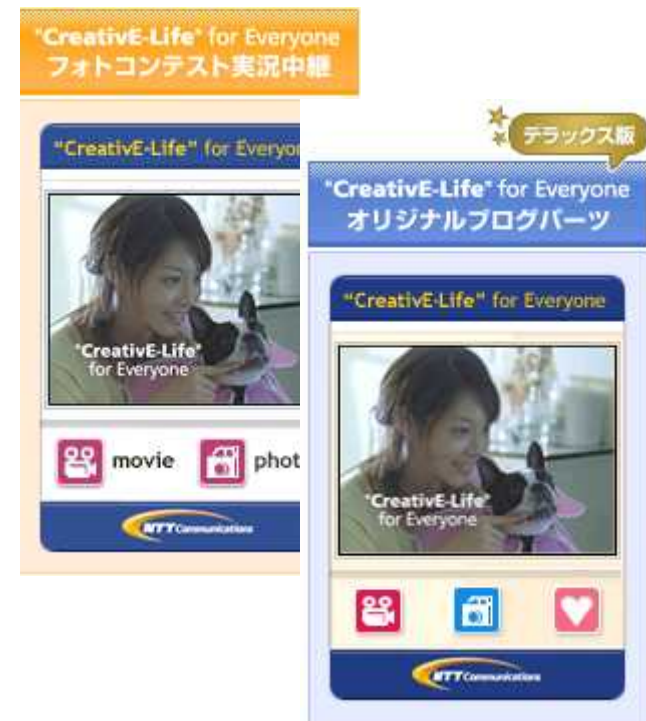 "CreativE-Life" for Everyone
フォトコンテスト実況中継
"CreativE-Life" for Everyon
"CreativE-Life"
for Everyone
movie
phot
NTT Communications
テラックス版
"CreativE-Life" for Everyone
オリジナルブログパーツ
"CreativE-Life" for Everyone
"CreativE-Life"
for Everyone
NTT Communications